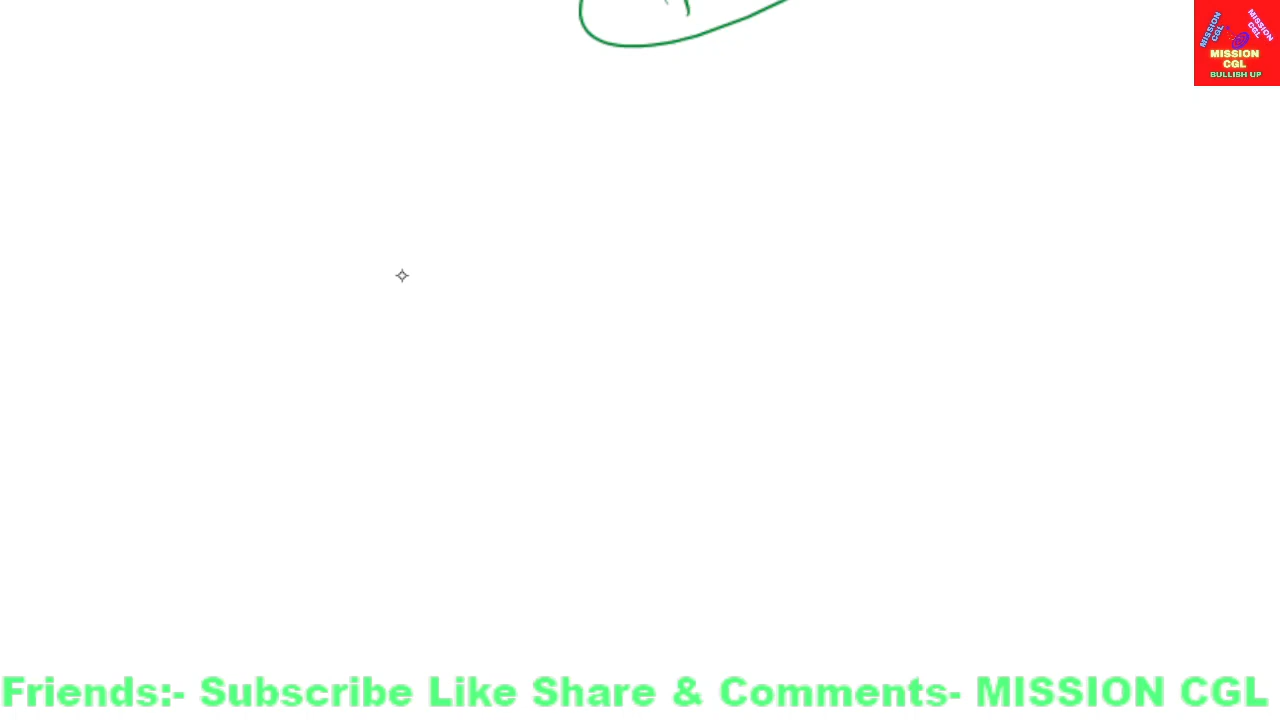 MISSION
CGL
MISSION
CGL
MISSION
CGL
BULLISH UP
Friends:- Subscribe Like Share & Comments- MISSION CGL